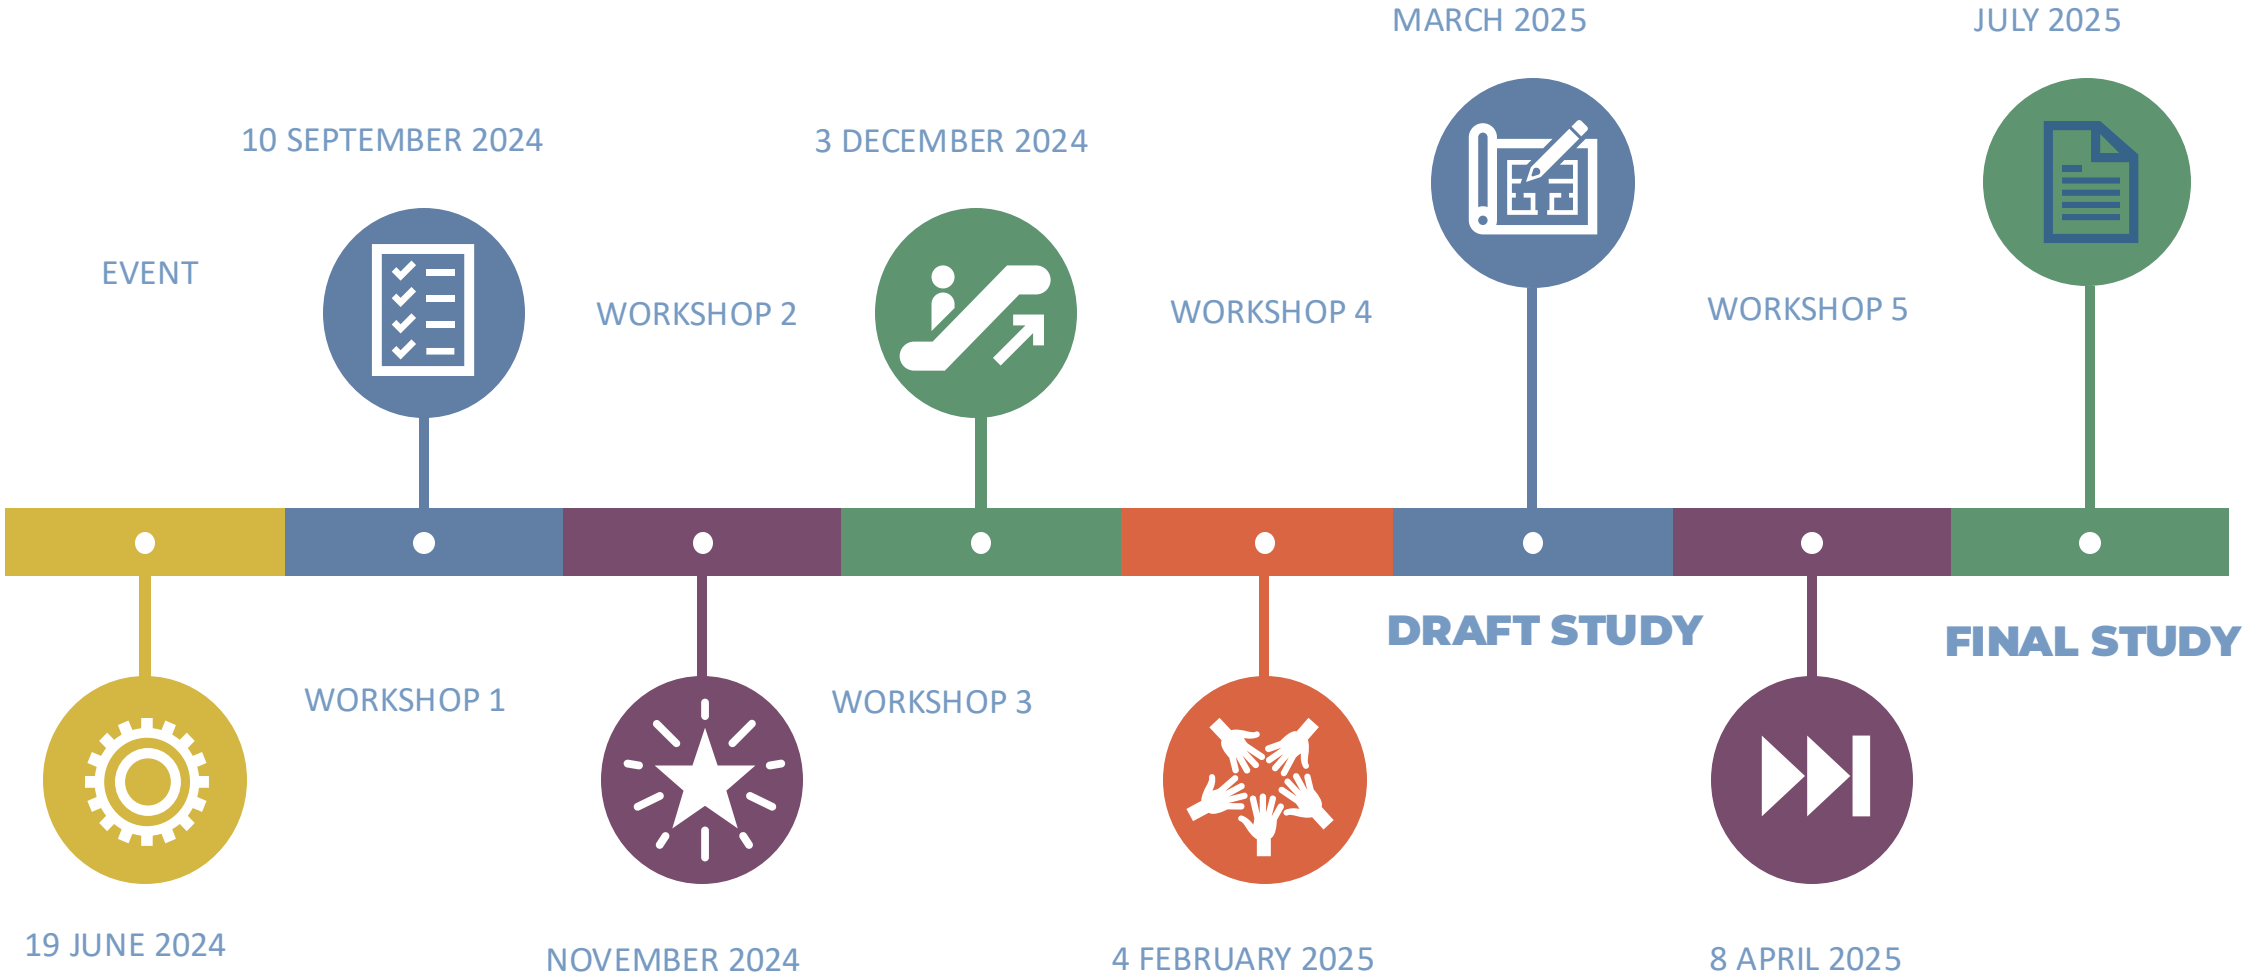 MARCH 2025
JULY 2025
10 SEPTEMBER 2024
3 DECEMBER 2024
EVENT
WORKSHOP 2
WORKSHOP 4
WORKSHOP 5
DRAFT STUDY
FINAL STUDY
WORKSHOP 1
WORKSHOP 3
19 JUNE 2024
NOVEMBER 2024
4 FEBRUARY 2025
8 APRIL 2025